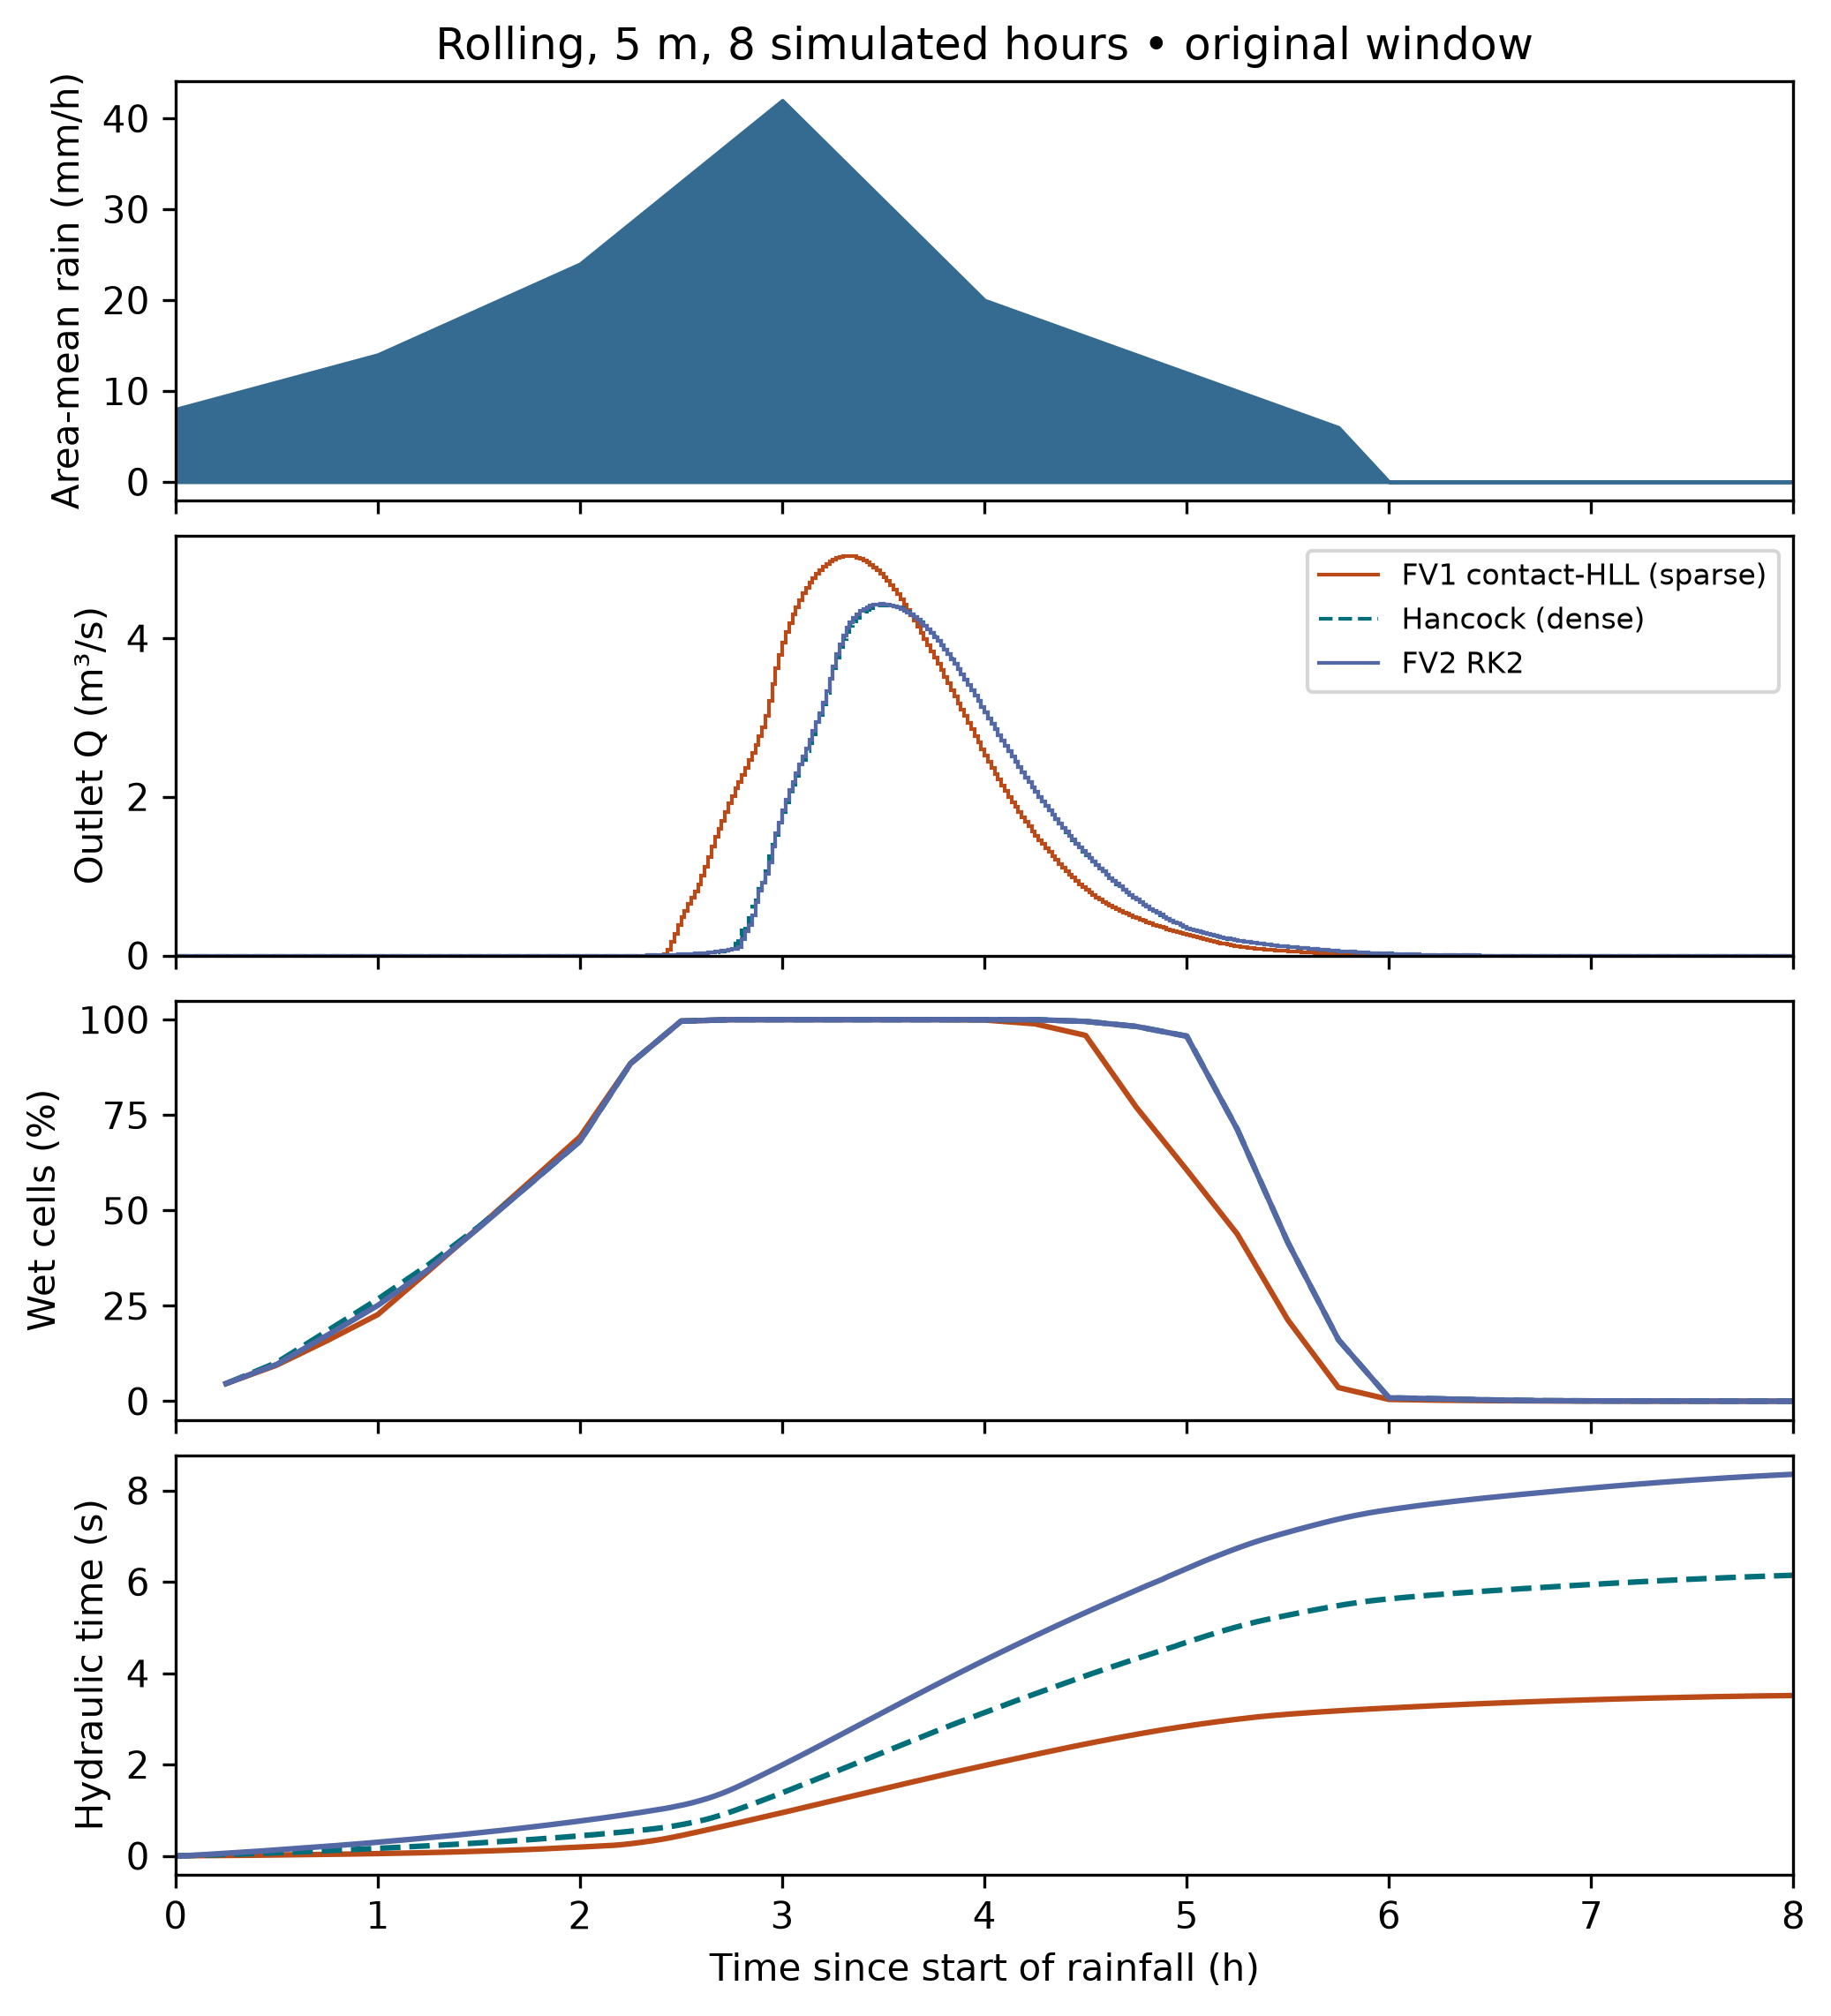 Rolling, 5 m, 8 simulated hours • original window
Area-mean rain (mm/h)
40
30
20
10
0
Outlet Q (m³/s)
4
2
0
FV1 contact-HLL (sparse)
Hancock (dense)
FV2 RK2
Wet cells (%)
100
75
50
25
0
Hydraulic time (s)
8
6
4
2
0
0 1 2 3 4 5 6 7 8
Time since start of rainfall (h)